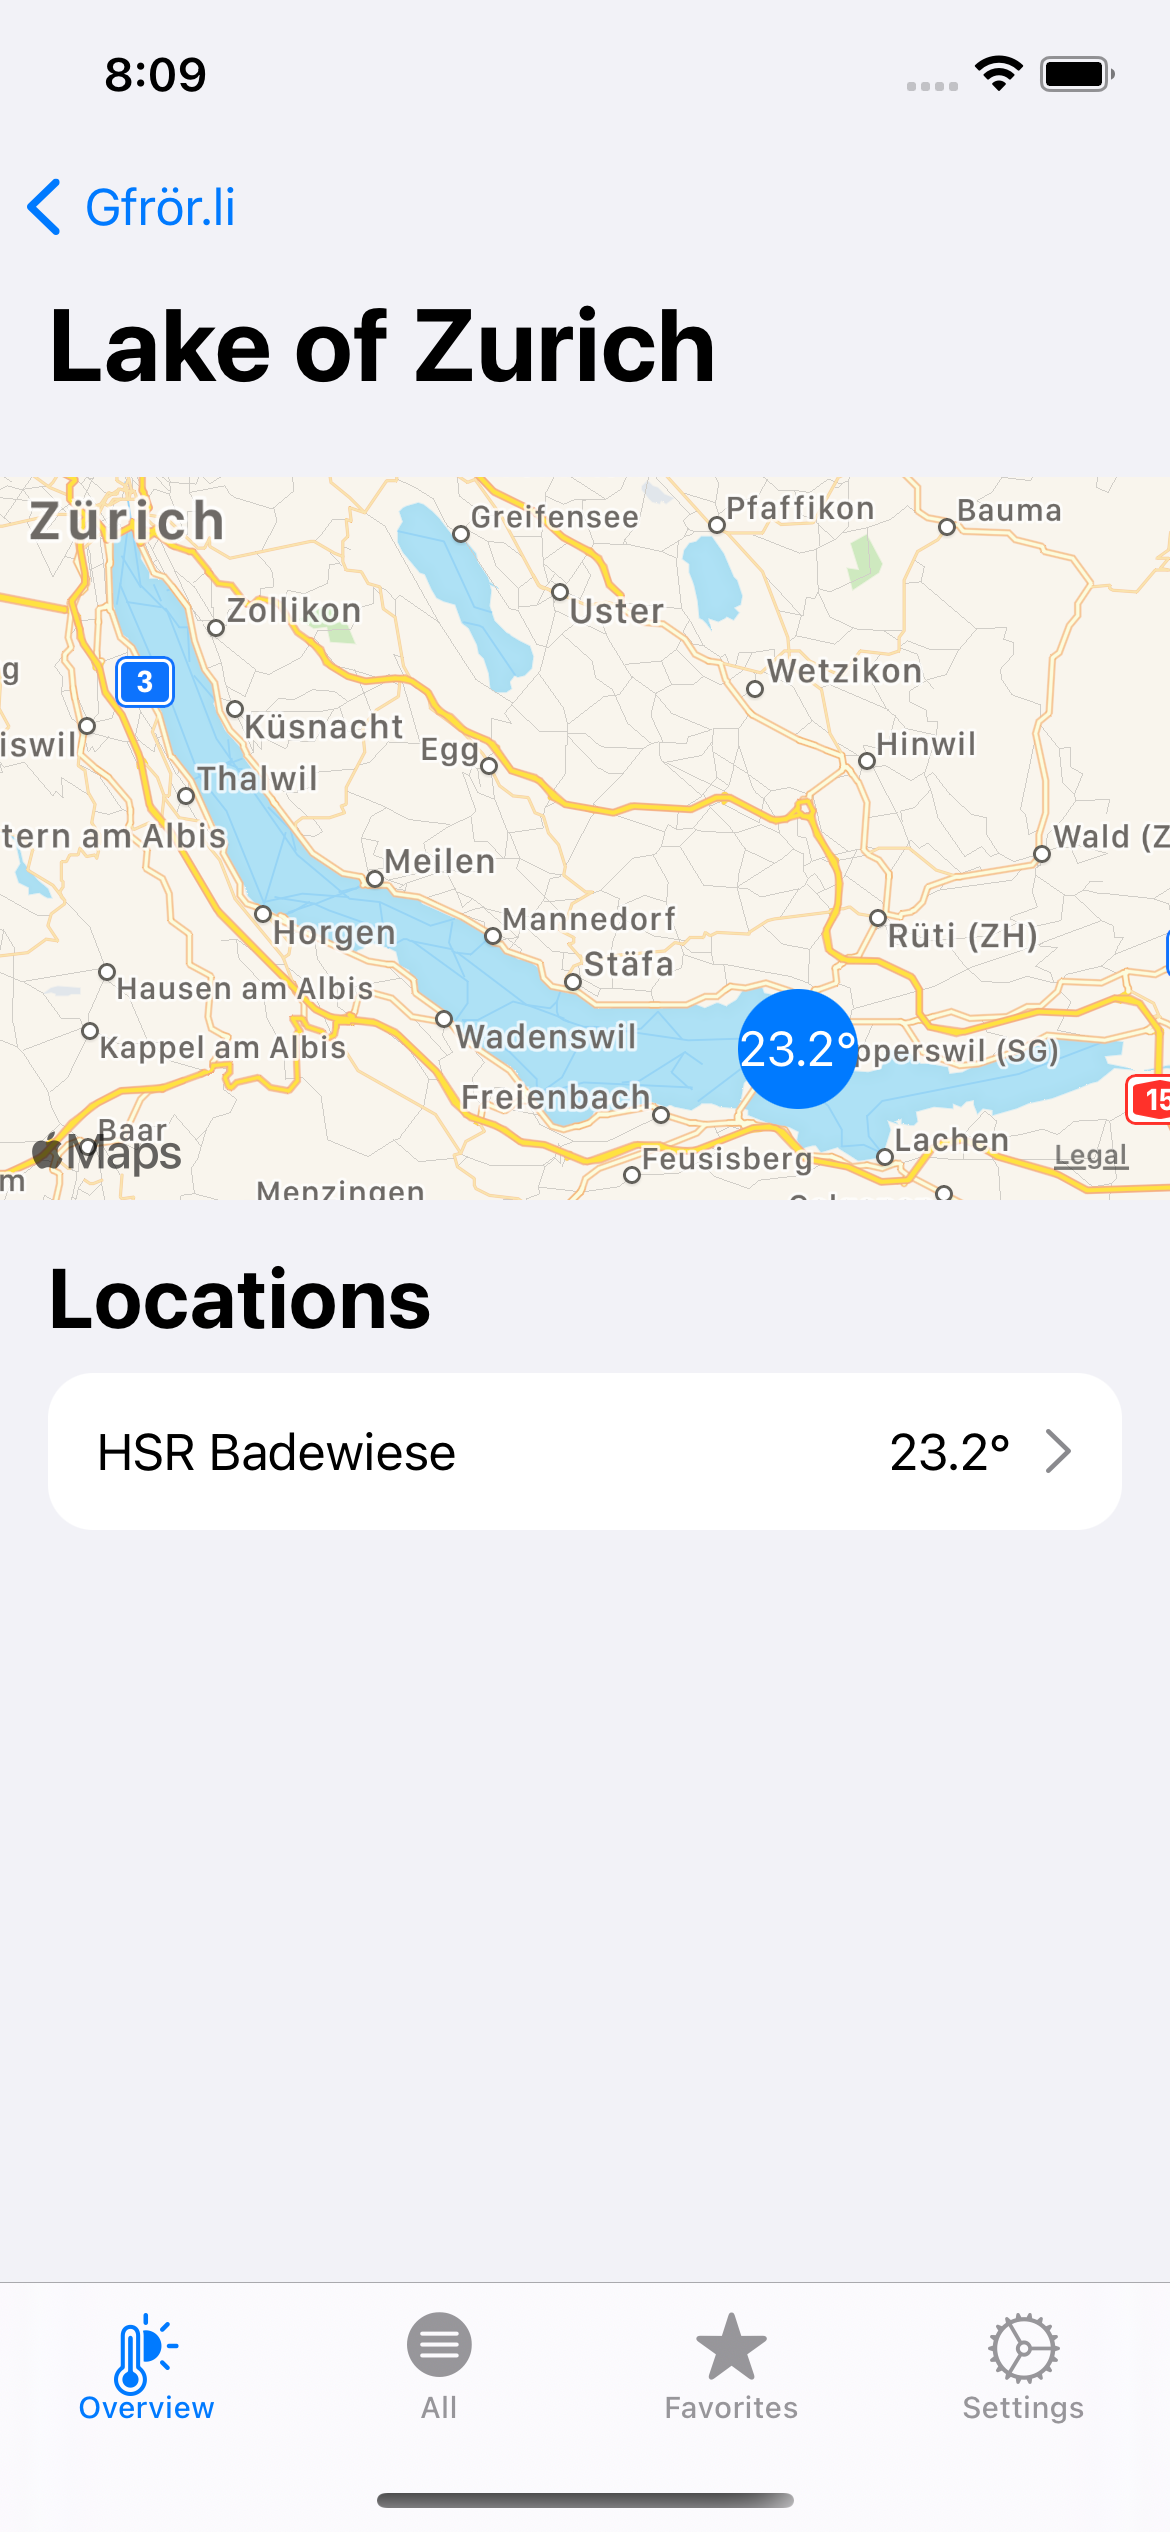 8:09
Gfrör.li
Lake of Zurich
Zürich
Greifensee
Pfaffikon
Bauma
Zollikon
Uster
g
3
Wetzikon
Küsnacht
iswil
Egg
Hinwil
Thalwil
tern am Albis
Wald (Z
Meilen
Horgen
Mannedorf
Rüti (ZH)
Stäfa
Hausen am Albis
Wadenswil
23.2°
pperswil (SG)
Kappel am Albis
Freienbach
15
Baar
Maps
Lachen
Feusisberg
Legal
m
Menzingen
Locations
HSR Badewiese 23.2°
Overview All Favorites Settings